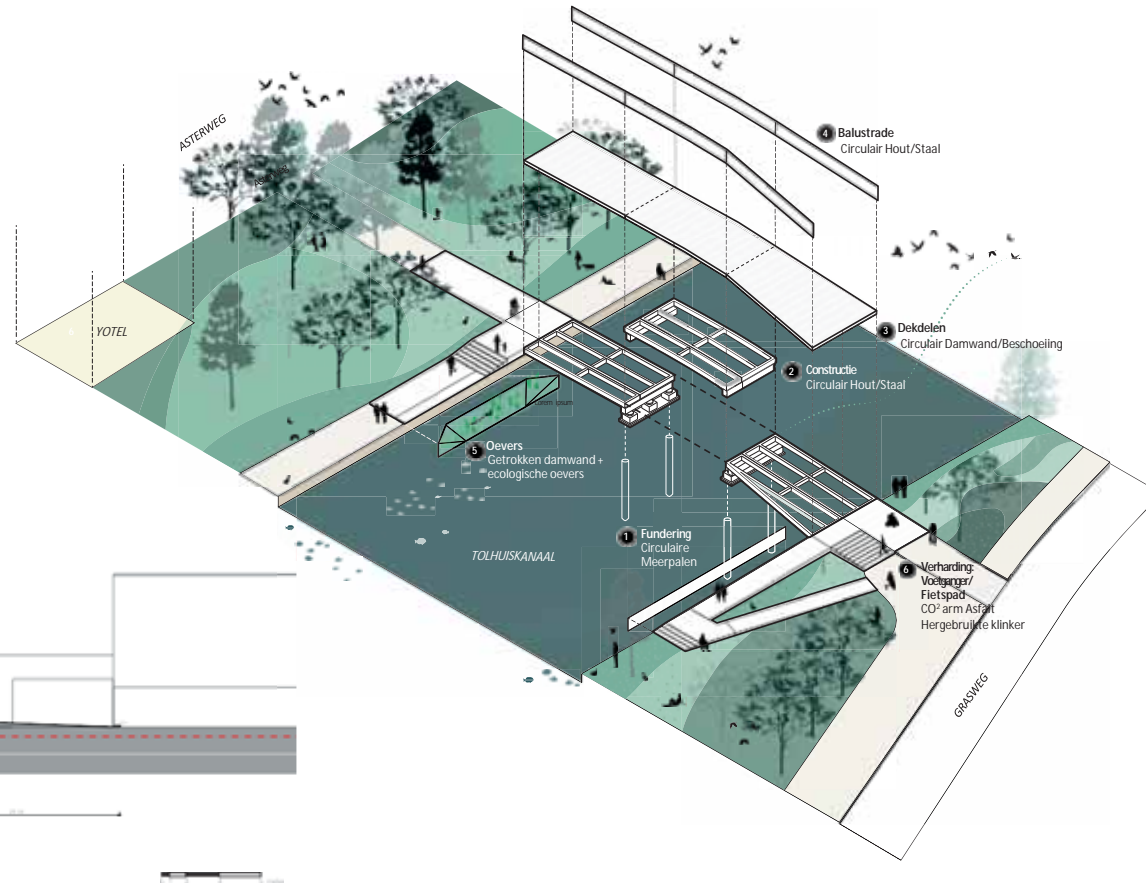 ASTERWEG
4 Balustrade
Circulair Hout/Staal
YOTEL
3 Dekdelen
Circulair Damwand/Beschoeiing
2 Constructie
Circulair Hout/Staal
Lorem ipsum
5 Oevers
Getrokken damwand +
ecologische oevers
1 Fundering
Circulaire
Meerpalen
TOLHUISKANAAL
6 Verharding:
Voetganger/
Fietspad
CO² arm Asfalt
Hergebruikte klinker
GRASWEG